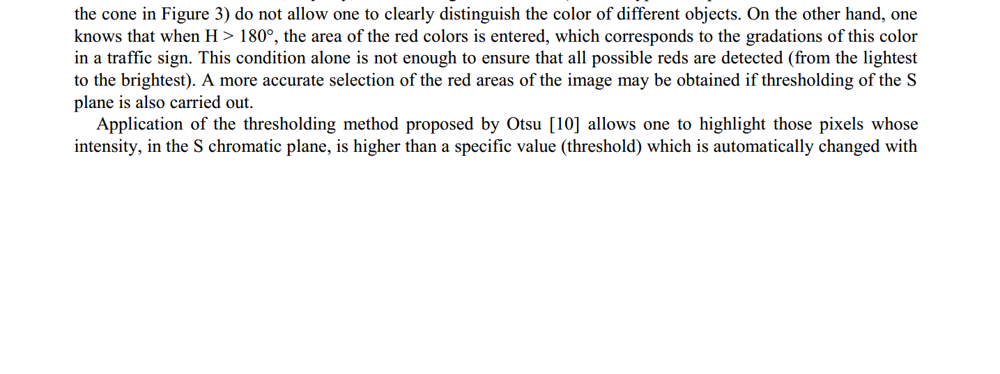 the cone in Figure 3) do not allow one to clearly distinguish the color of different objects. On the other hand, one
knows that when H > 180°, the area of the red colors is entered, which corresponds to the gradations of this color
in a traffic sign. This condition alone is not enough to ensure that all possible reds are detected (from the lightest
to the brightest). A more accurate selection of the red areas of the image may be obtained if thresholding of the S
plane is also carried out.
Application of the thresholding method proposed by Otsu [10] allows one to highlight those pixels whose
intensity, in the S chromatic plane, is higher than a specific value (threshold) which is automatically changed with